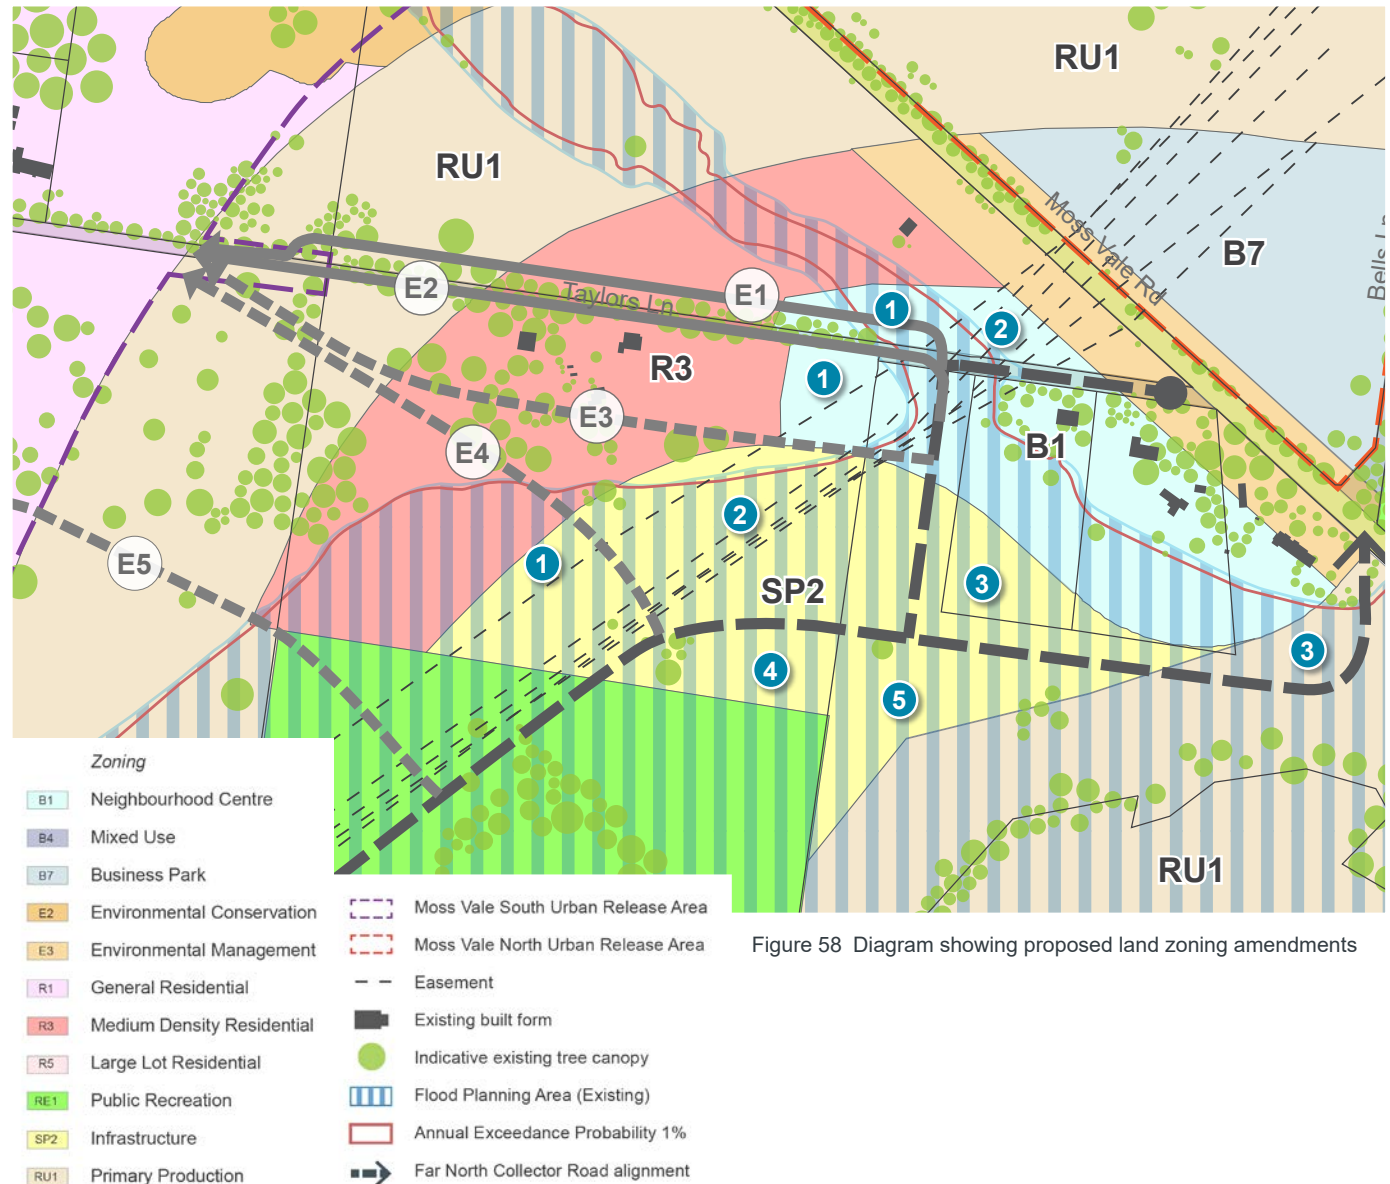 RU1
RU1
B7
Moss Vale Rd
Bells Ln
E2
E1
Taylors Ln
1
2
R3
1
E3
B1
E4
2
1
E5
SP2
3
3
4
5
RU1
Zoning
B1 Neighbourhood Centre
B4 Mixed Use
B7 Business Park
E2 Environmental Conservation
E3 Environmental Management
R1 General Residential
R3 Medium Density Residential
R5 Large Lot Residential
RE1 Public Recreation
SP2 Infrastructure
RU1 Primary Production
Moss Vale South Urban Release Area
Moss Vale North Urban Release Area
Easement
Existing built form
Indicative existing tree canopy
Flood Planning Area (Existing)
Annual Exceedance Probability 1%
Far North Collector Road alignment
Figure 58 Diagram showing proposed land zoning amendments